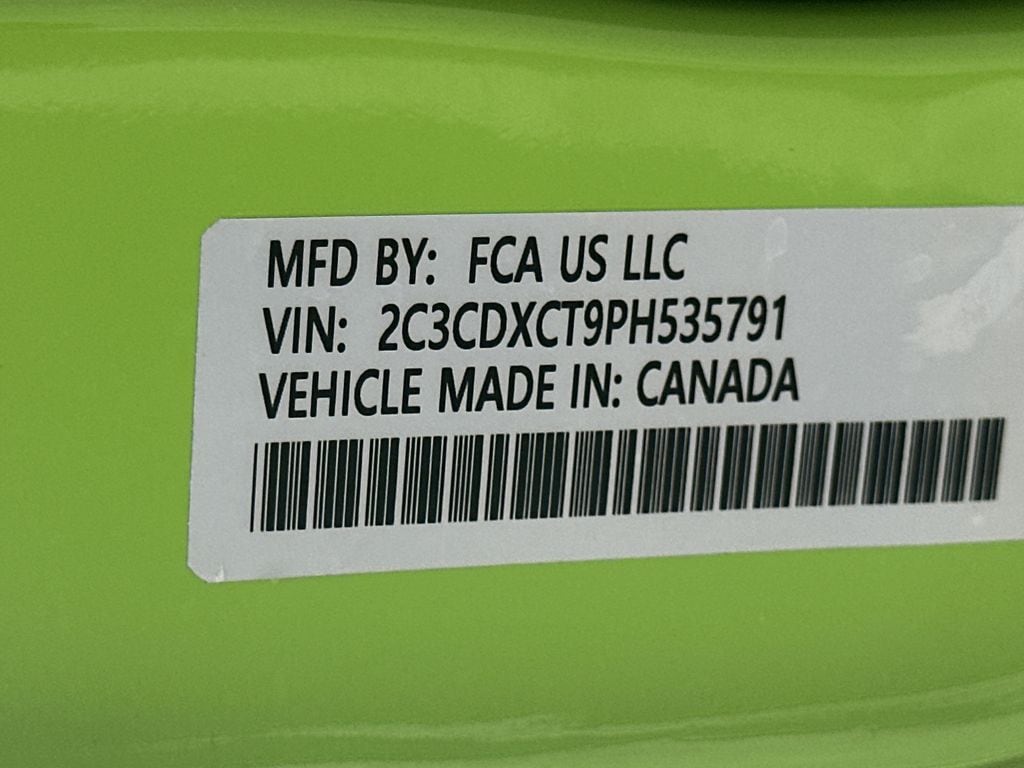 MFD BY: FCA US LLC
VIN: 2C3CDXCT9PH535791
VEHICLE MADE IN: CANADA